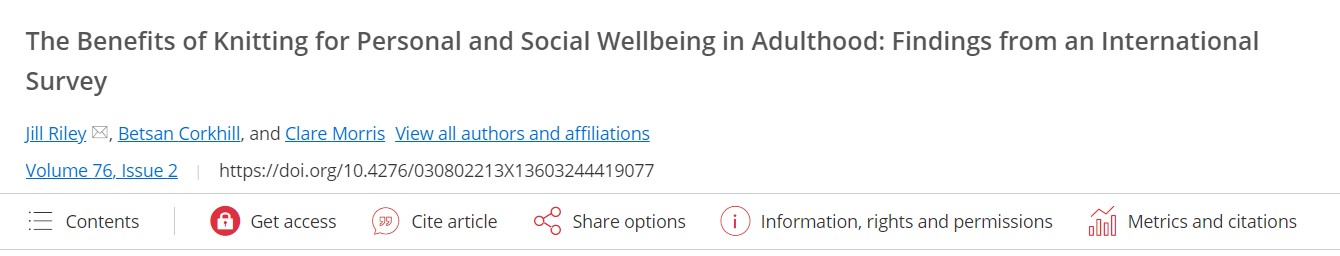 The Benefits of Knitting for Personal and Social Wellbeing in Adulthood: Findings from an International
Survey
Jill Riley, Betsan Corkhill, and Clare Morris View all authors and affiliations
Volume 76, Issue 2 | https://doi.org/10.4276/030802213X13603244419077
Contents | Get access Cite article Share options Information, rights and permissions Metrics and citations